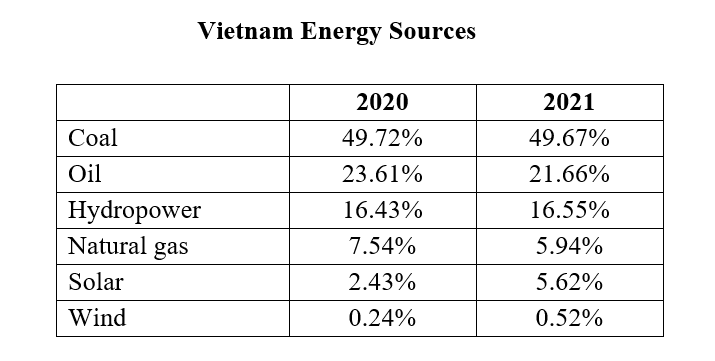 Vietnam Energy Sources
2020 2021
Coal 49.72% 49.67%
Oil 23.61% 21.66%
Hydropower 16.43% 16.55%
Natural gas 7.54% 5.94%
Solar 2.43% 5.62%
Wind 0.24% 0.52%